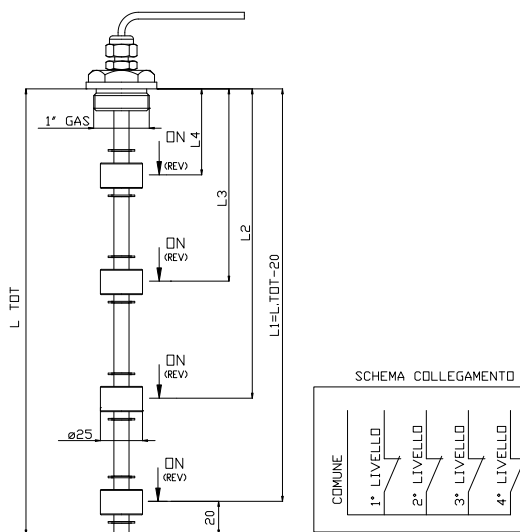 1" GAS
ON
(REV)
L4
ON
(REV)
L3
ON
(REV)
L2
ON
(REV)
L1=L.TOT-20
L TOT
ø25
20
SCHEMA COLLEGAMENTO
COMUNE
1° LIVELLO
2° LIVELLO
3° LIVELLO
4° LIVELLO